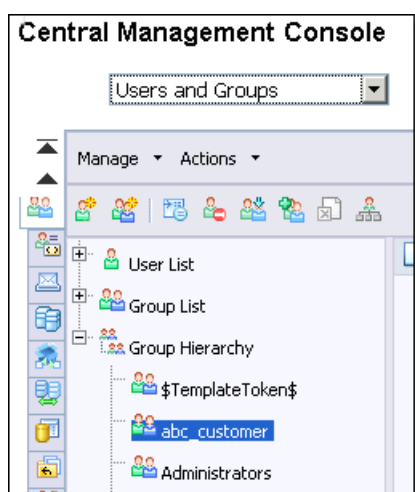 Central Management Console
Users and Groups
Manage Actions
User List
Group List
Group Hierarchy
$TemplateToken$
abc_customer
Administrators